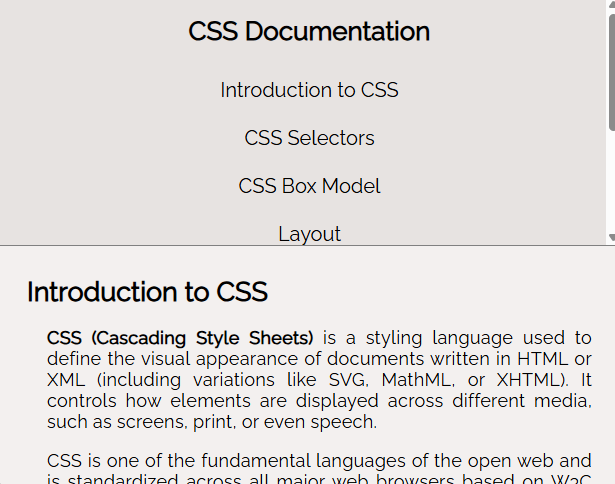 CSS Documentation
Introduction to CSS
CSS Selectors
CSS Box Model
Layout
Introduction to CSS
CSS (Cascading Style Sheets) is a styling language used to
define the visual appearance of documents written in HTML or
XML (including variations like SVG, MathML, or XHTML). It
controls how elements are displayed across different media,
such as screens, print, or even speech.
CSS is one of the fundamental languages of the open web and
is standardized across all major web browsers based on W3C